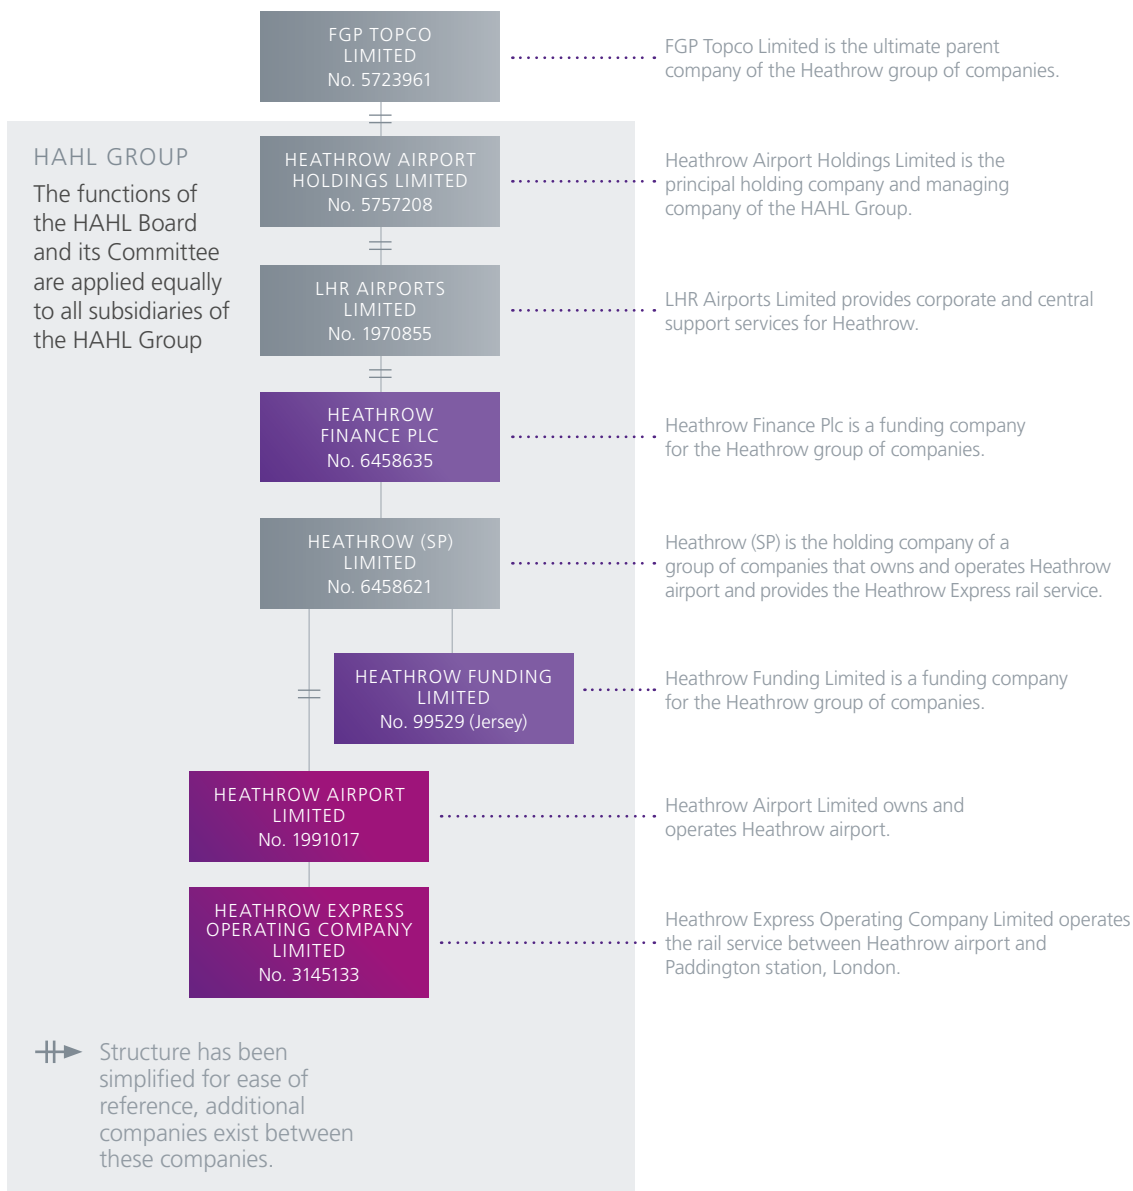 FGP TOPCO
LIMITED
No. 5723961
FGP Topco Limited is the ultimate parent
company of the Heathrow group of companies.
HAHL GROUP
The functions of
the HAHL Board
and its Committee
are applied equally
to all subsidiaries of
the HAHL Group
HEATHROW AIRPORT
HOLDINGS LIMITED
No. 5757208
Heathrow Airport Holdings Limited is the
principal holding company and managing
company of the HAHL Group.
LHR AIRPORTS
LIMITED
No. 1970855
LHR Airports Limited provides corporate and central
support services for Heathrow.
HEATHROW
FINANCE PLC
No. 6458635
Heathrow Finance Plc is a funding company
for the Heathrow group of companies.
HEATHROW (SP)
LIMITED
No. 6458621
Heathrow (SP) is the holding company of a
group of companies that owns and operates Heathrow
airport and provides the Heathrow Express rail service.
HEATHROW FUNDING
LIMITED
No. 99529 (Jersey)
Heathrow Funding Limited is a funding company
for the Heathrow group of companies.
HEATHROW AIRPORT
LIMITED
No. 1991017
Heathrow Airport Limited owns and
operates Heathrow airport.
HEATHROW EXPRESS
OPERATING COMPANY
LIMITED
No. 3145133
Heathrow Express Operating Company Limited operates
the rail service between Heathrow airport and
Paddington station, London.
Structure has been
simplified for ease of
reference, additional
companies exist between
these companies.